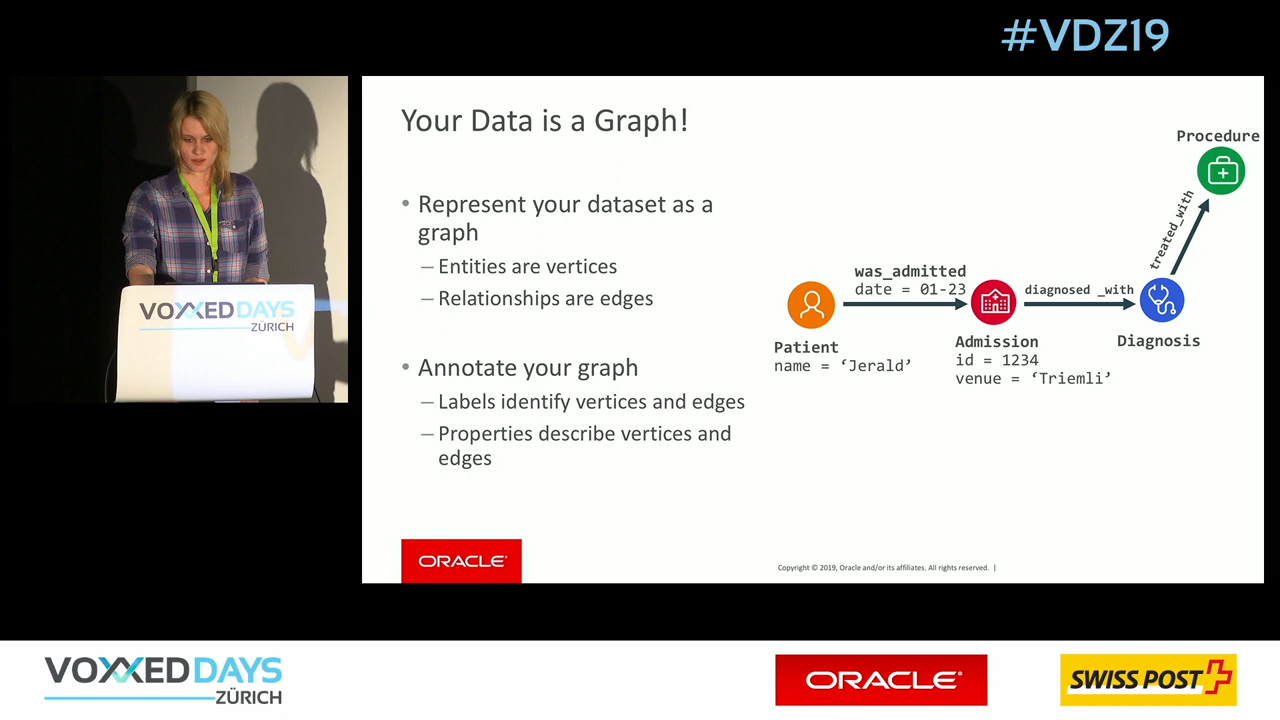 #VDZ19
VOXXED DAYS
ZÜRICH
Your Data is a Graph!
• Represent your dataset as a
graph
– Entities are vertices
– Relationships are edges
• Annotate your graph
– Labels identify vertices and edges
– Properties describe vertices and
edges
Procedure
treated_with
was_admitted
date = 01-23
diagnosed _with
Patient
name = ‘Jerald’
Admission
id = 1234
venue = ‘Triemli’
Diagnosis
ORACLE
Copyright © 2019, Oracle and/or its affiliates. All rights reserved. |
VOXXED DAYS
ZÜRICH
ORACLE
SWISS POST